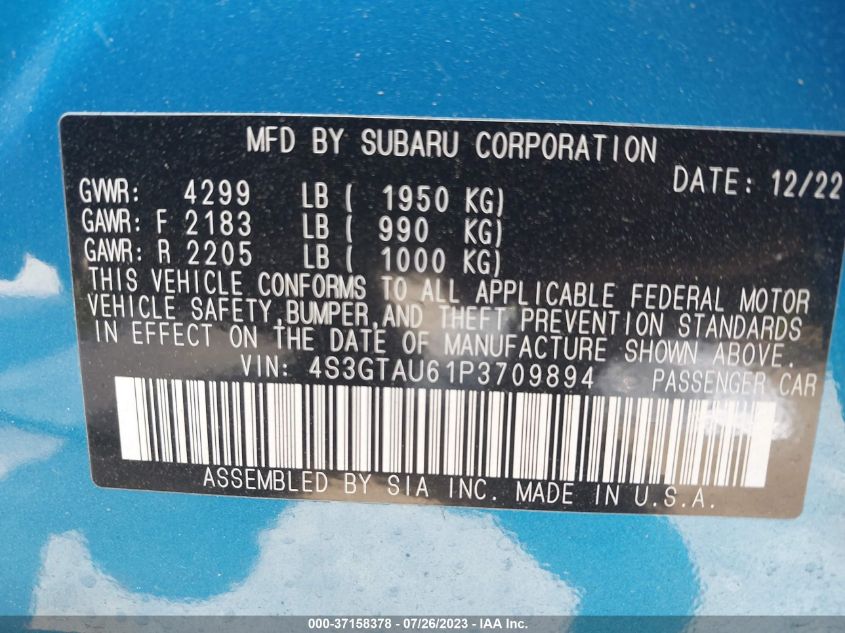 MFD BY SUBARU CORPORATION
DATE: 12/22
GVWR: 4299 LB ( 1950 KG)
GAWR: F 2183 LB ( 990 KG)
GAWR: R 2205 LB ( 1000 KG)
THIS VEHICLE CONFORMS TO ALL APPLICABLE FEDERAL MOTOR
VEHICLE SAFETY,BUMPER,AND THEFT PREVENTION STANDARDS
IN EFFECT ON THE DATE OF MANUFACTURE SHOWN ABOVE.
VIN: 4S3GTAU61P3709894 PASSENGER CAR
ASSEMBLED BY SIA INC. MADE IN U.S.A.
000-37158378 - 07/26/2023 - IAA Inc.